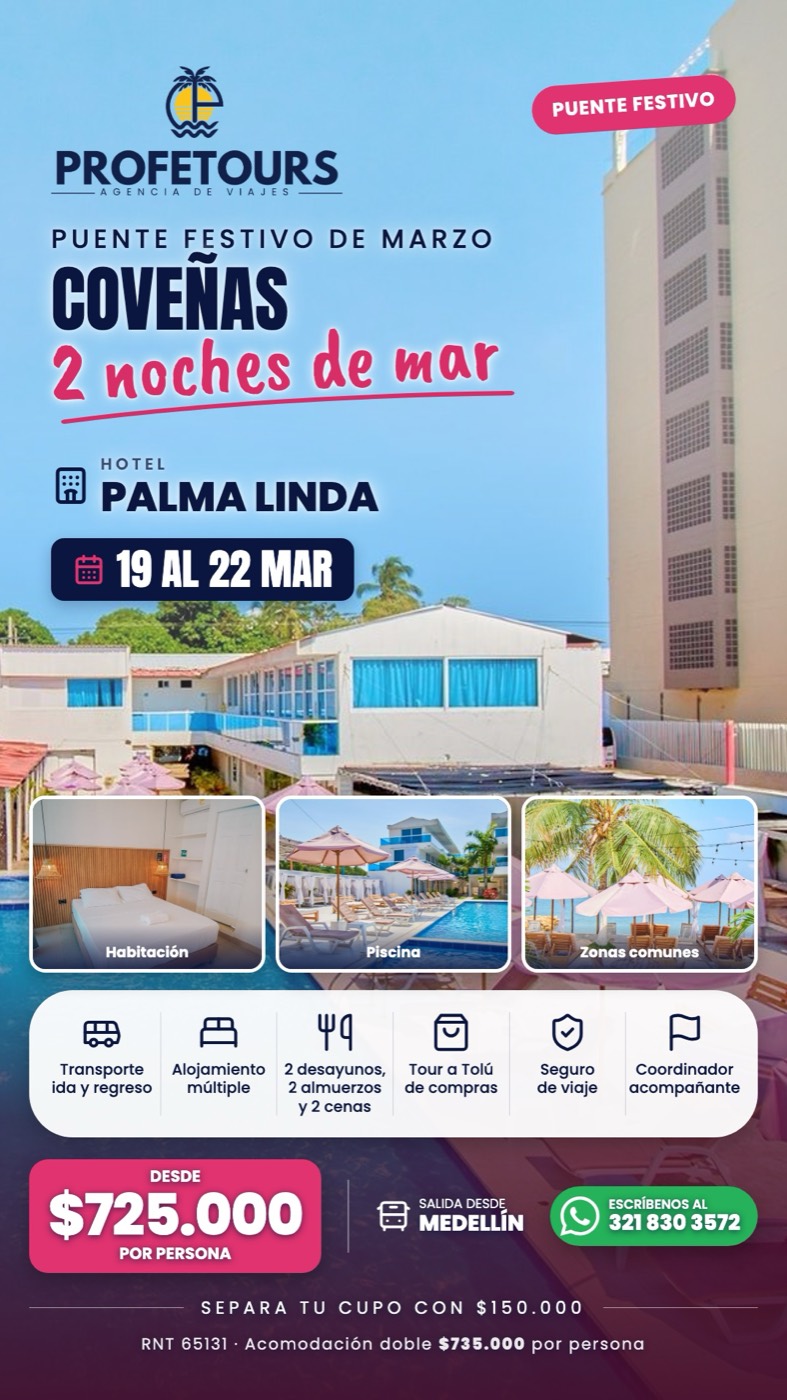 PUENTE FESTIVO
PROFETOURS
AGENCIA DE VIAJES
PUENTE FESTIVO DE MARZO
COVEÑAS
2 noches de mar
HOTEL
PALMA LINDA
19 AL 22 MAR
Habitación
Piscina
Zonas comunes
Transporte
ida y regreso
Alojamiento
múltiple
2 desayunos,
2 almuerzos
y 2 cenas
Tour a Tolú
de compras
Seguro
de viaje
Coordinador
acompañante
DESDE
$725.000
POR PERSONA
SALIDA DESDE
MEDELLÍN
ESCRÍBENOS AL
321 830 3572
SEPARA TU CUPO CON $150.000
RNT 65131 · Acomodación doble $735.000 por persona